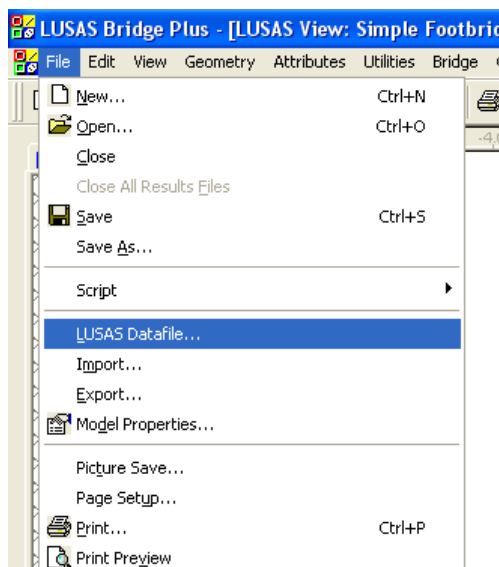 LUSAS Bridge Plus - [LUSAS View: Simple Footbrid
File Edit View Geometry Attributes Utilities Bridge
New... Ctrl+N
Open... Ctrl+O
Close
Close All Results Files
Save Ctrl+S
Save As...
Script
LUSAS Datafile...
Import...
Export...
Model Properties...
Picture Save...
Page Setup...
Print... Ctrl+P
Print Preview